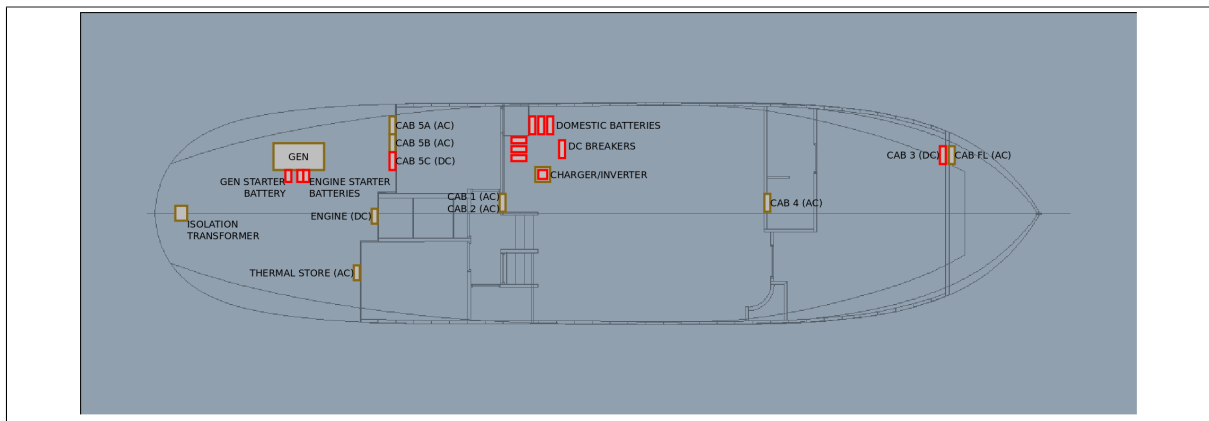 CAB 5A (AC)
DOMESTIC BATTERIES
CAB 5B (AC)
DC BREAKERS
GEN
CAB 5C (DC)
CAB 3 (DC)
CAB FL (AC)
CHARGER/INVERTER
GEN STARTER
BATTERY
ENGINE STARTER
BATTERIES
CAB 1 (AC)
CAB 2 (AC)
CAB 4 (AC)
ENGINE (DC)
ISOLATION
TRANSFORMER
THERMAL STORE (AC)